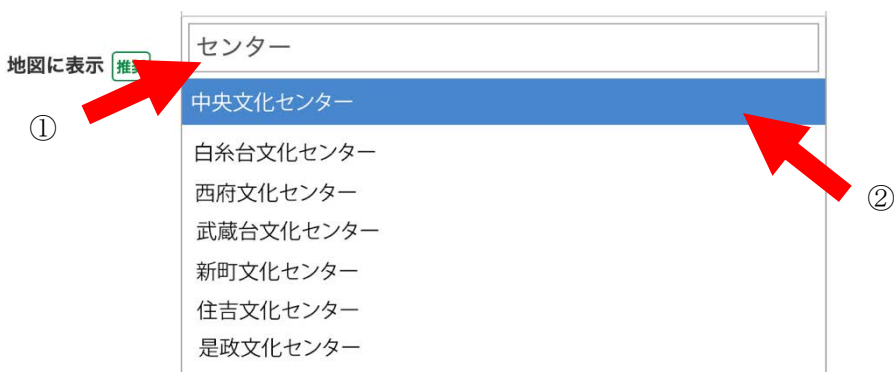 センター
地図に表示
①
中央文化センター
②
白糸台文化センター
西府文化センター
武蔵台文化センター
新町文化センター
住吉文化センター
是政文化センター